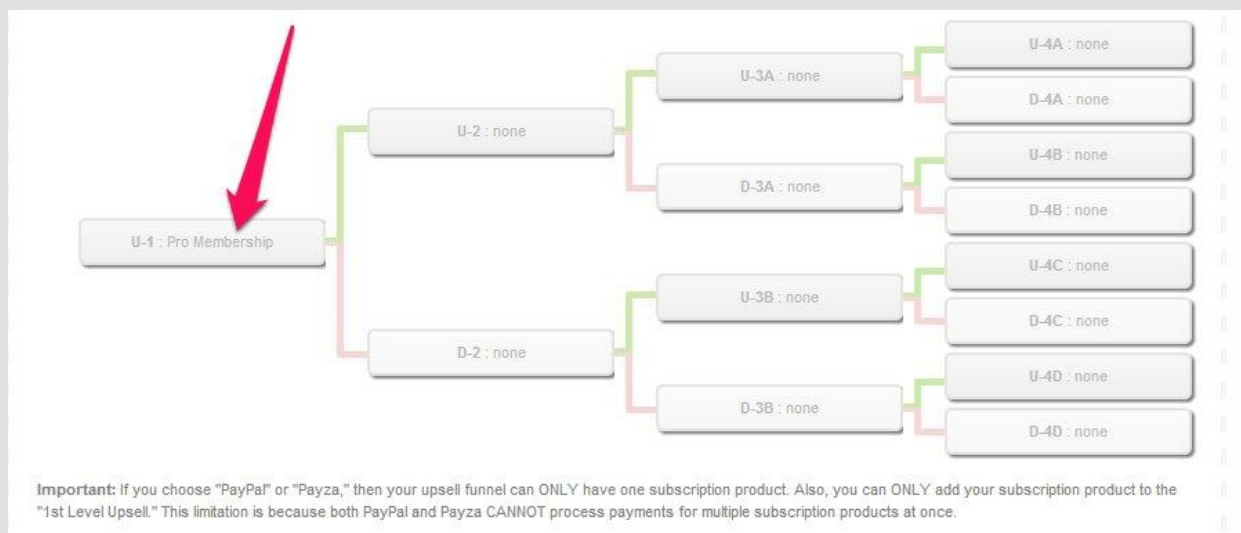 U-4A : none
U-3A : none
D-4A : none
U-2 : none
U-4B : none
D-3A : none
D-4B : none
U-1 : Pro Membership
U-4C : none
U-3B : none
D-4C : none
D-2 : none
U-4D : none
D-3B : none
D-4D : none
Important: If you choose "PayPal" or "Payza," then your upsell funnel can ONLY have one subscription product. Also, you can ONLY add your subscription product to the
"1st Level Upsell." This limitation is because both PayPal and Payza CANNOT process payments for multiple subscription products at once.